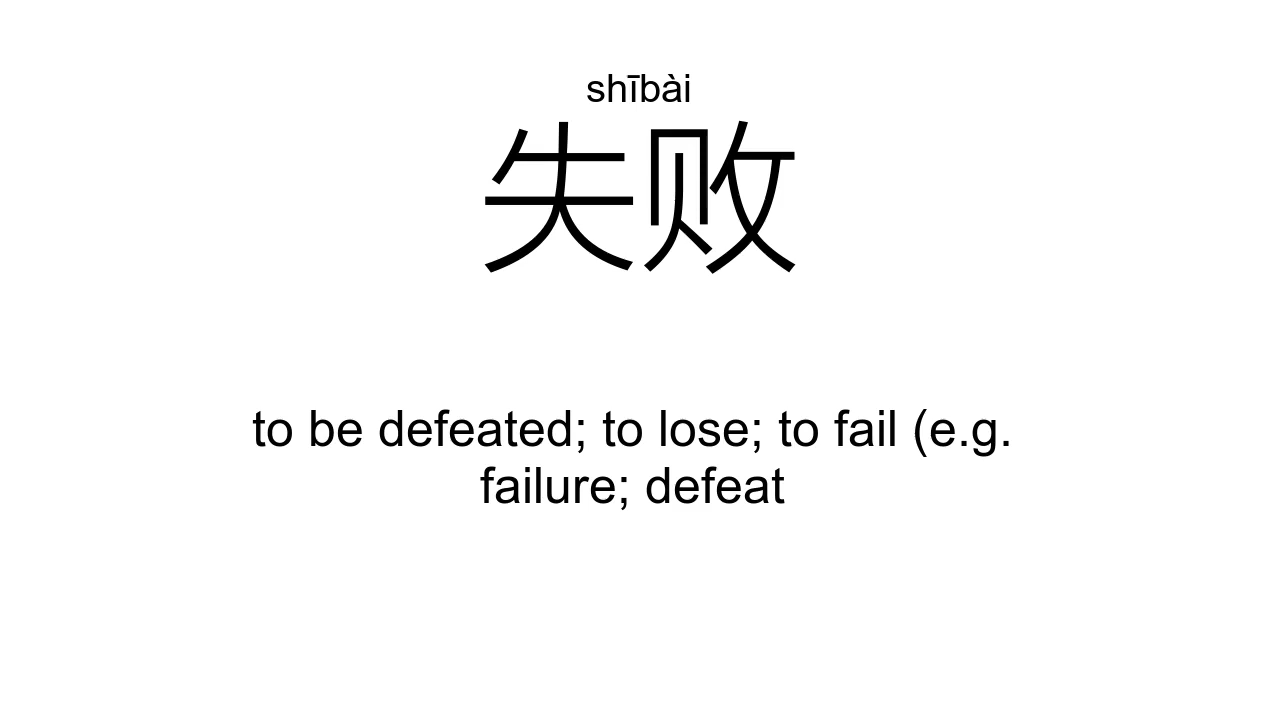 shībài
失败
to be defeated; to lose; to fail (e.g.
failure; defeat